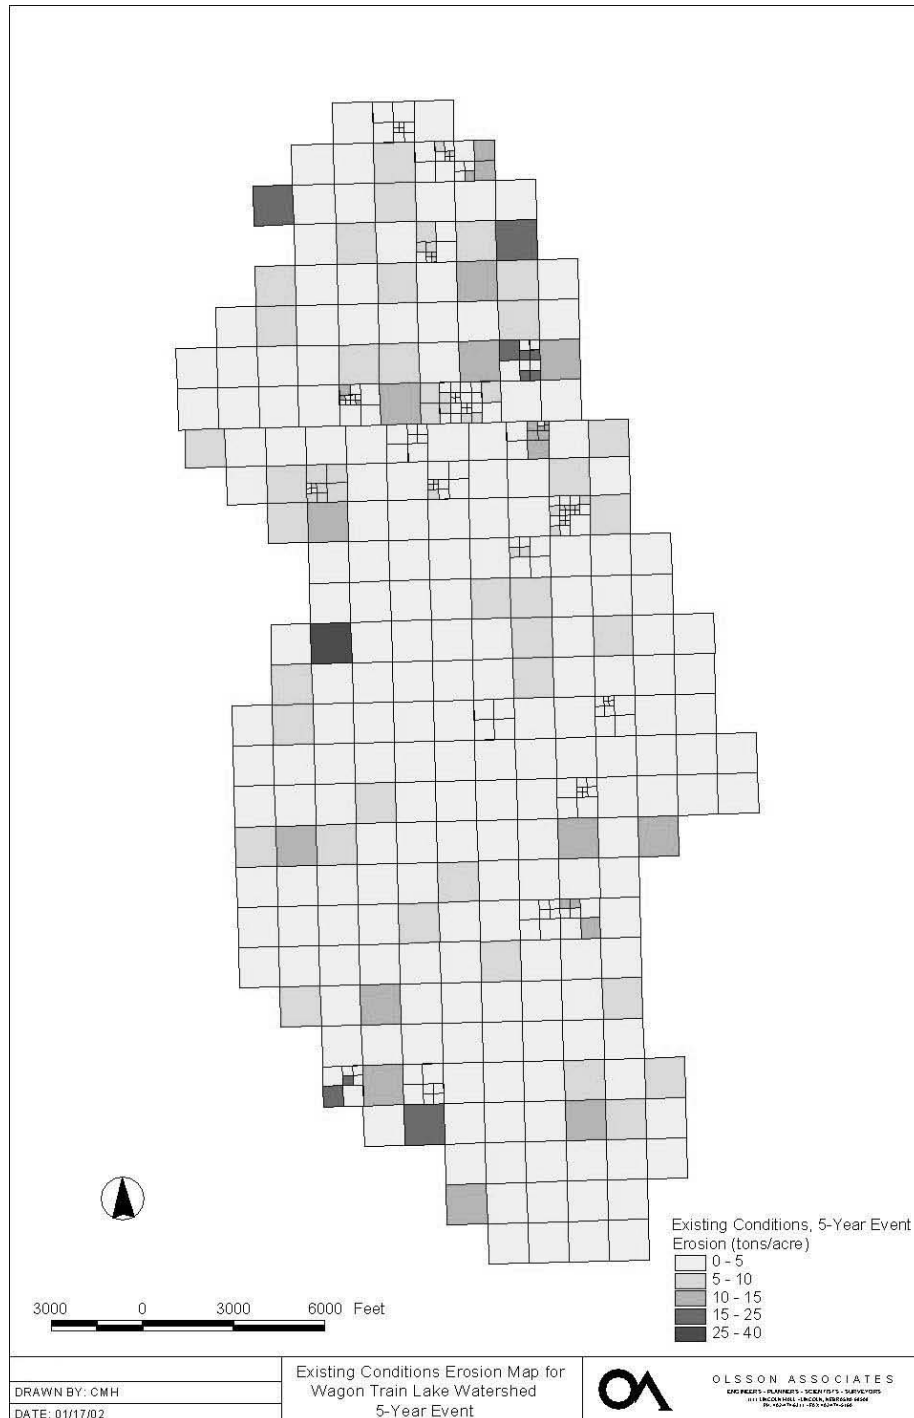 3000 0 3000 6000 Feet
Existing Conditions, 5-Year Event
Erosion (tons/acre)
0 - 5
5 - 10
10 - 15
15 - 25
25 - 40
DRAWN BY: CMH
DATE: 01/17/02
Existing Conditions Erosion Map for
Wagon Train Lake Watershed
5-Year Event
OA
OLSSON ASSOCIATES
ENGINEERS - PLANNERS - SCIENTISTS - SURVEYORS